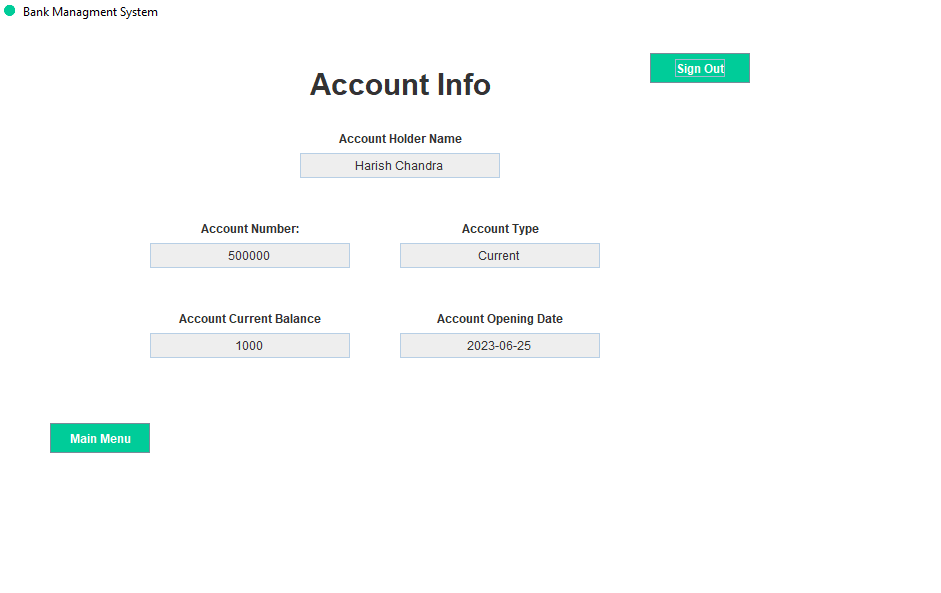 Bank Managment System
Sign Out
Account Info
Account Holder Name
Harish Chandra
Account Number:
Account Type
500000
Current
Account Current Balance
Account Opening Date
1000
2023-06-25
Main Menu